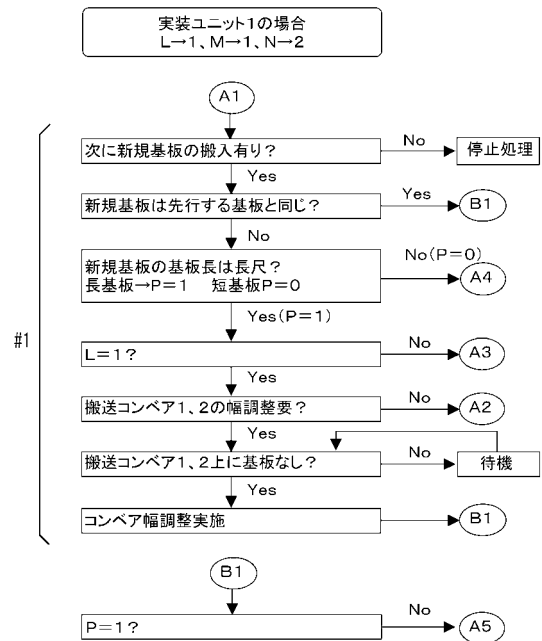 実装ユニット1の場合
L→1、M→1、N→2
A1
次に新規基板の搬入有り?
No
停止処理
Yes
新規基板は先行する基板と同じ?
Yes
B1
No
新規基板の基板長は長尺?
長基板→P=1 短基板P=0
No(P=0)
A4
Yes(P=1)
#1
L=1?
No
A3
Yes
搬送コンベア1、2の幅調整要?
No
A2
Yes
搬送コンベア1、2上に基板なし?
No
待機
Yes
コンベア幅調整実施
B1
B1
P=1?
No
A5